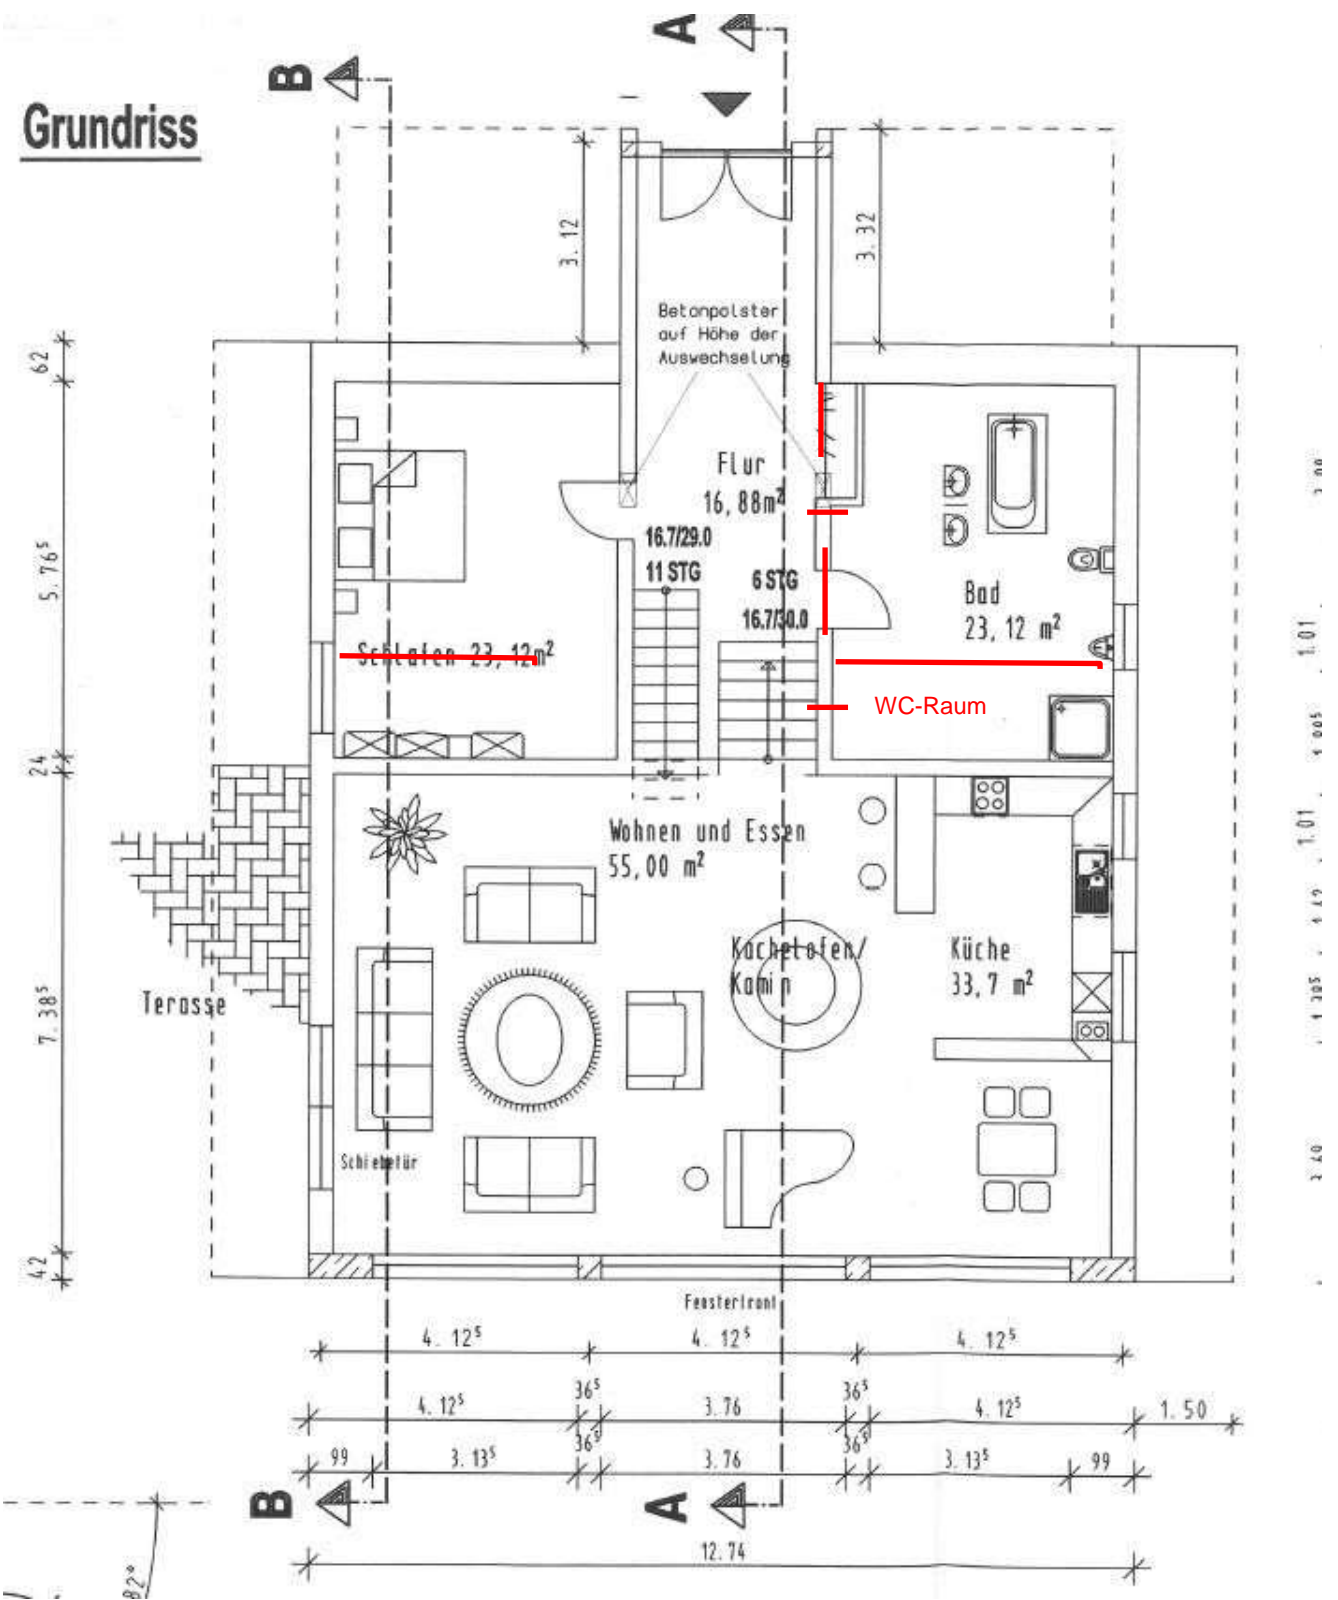 A
B
Grundriss
3.12
3.32
Betonpolster
auf Höhe der
Auswechselung
62
Flur
16,88m²
16.7/29.0
11 STG
6 STG
16.7/30.0
5.76⁵
Bad
23,12 m²
1.01
Schlafen 23,12m²
WC-Raum
24
Wohnen und Essen
55,00 m²
1.01
Kachelofen/
Kamin
Küche
33,7 m²
Terasse
7.38⁵
Schiebetür
42
Fensterfront
4.12⁵ 4.12⁵ 4.12⁵
4.12⁵ 36⁵ 3.76 36⁵ 4.12⁵ 1.50
99 3.13⁵ 36⁵ 3.76 36⁵ 3.13⁵ 99
B
A
12.74
82°